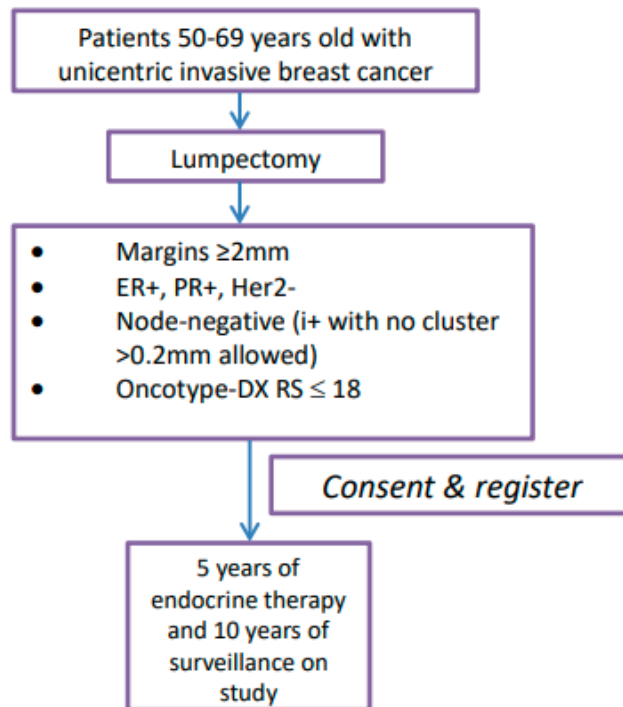 Patients 50-69 years old with
unicentric invasive breast cancer
Lumpectomy
• Margins ≥2mm
• ER+, PR+, Her2-
• Node-negative (i+ with no cluster
>0.2mm allowed)
• Oncotype-DX RS ≤ 18
Consent & register
5 years of
endocrine therapy
and 10 years of
surveillance on
study